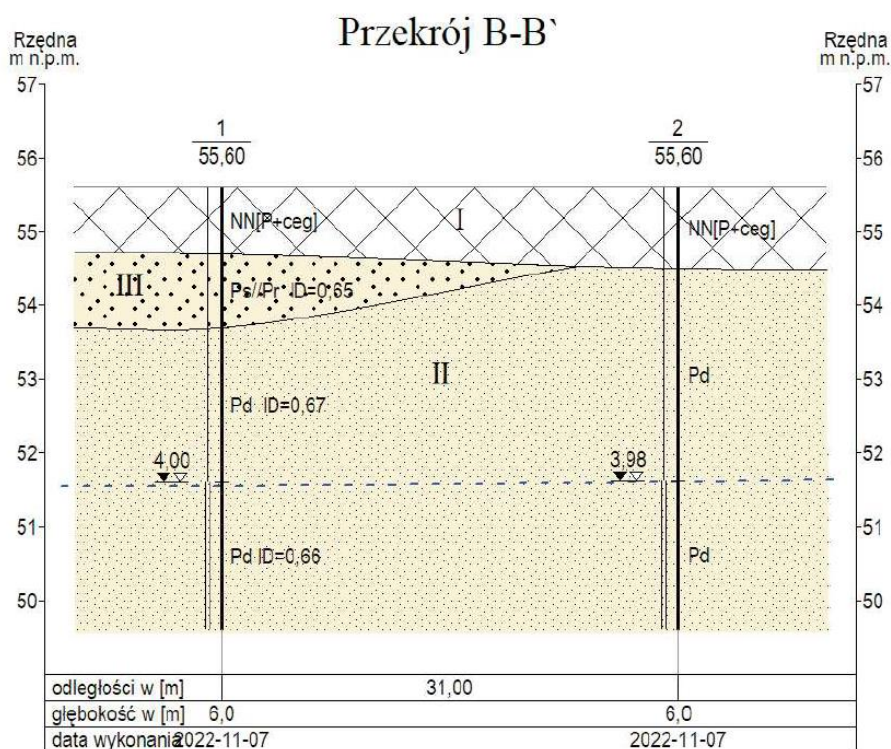 Przekrój B-B`
Rzędna
m n.p.m.
Rzędna
m n.p.m.
57
57
1
55,60
2
55,60
56
56
NN[P+ceg]
I
NN[P+ceg]
55
55
III
Ps//Pr ID=0,65
54
54
II
53
Pd
53
Pd ID=0,67
52
4,00
3,98
52
51
51
Pd ID=0,66
Pd
50
50
odległości w [m] 31,00
głębokość w [m] 6,0 6,0
data wykonania 2022-11-07 2022-11-07